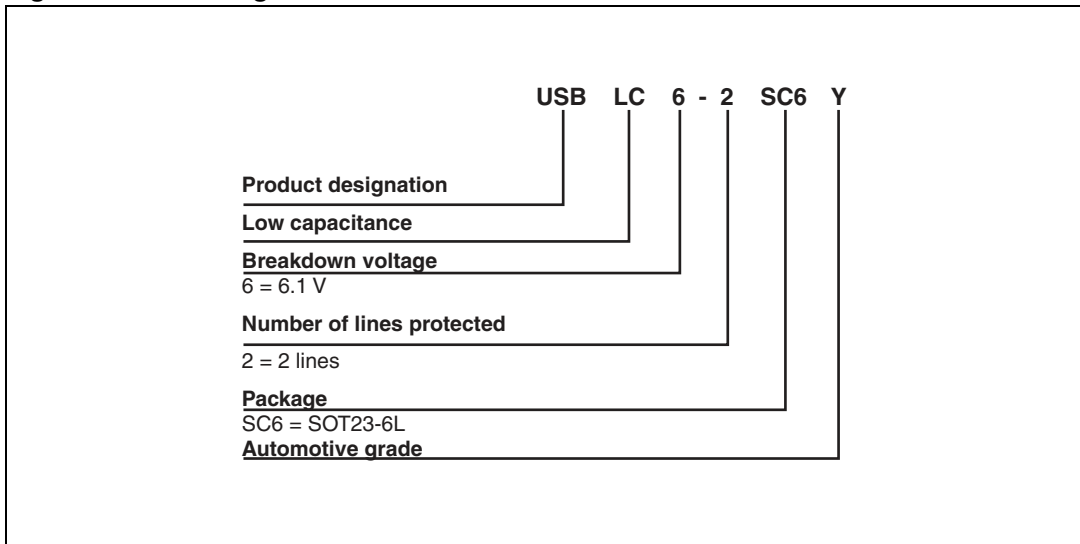 USB LC 6 - 2 SC6 Y
Product designation
Low capacitance
Breakdown voltage
6 = 6.1 V
Number of lines protected
2 = 2 lines
Package
SC6 = SOT23-6L
Automotive grade